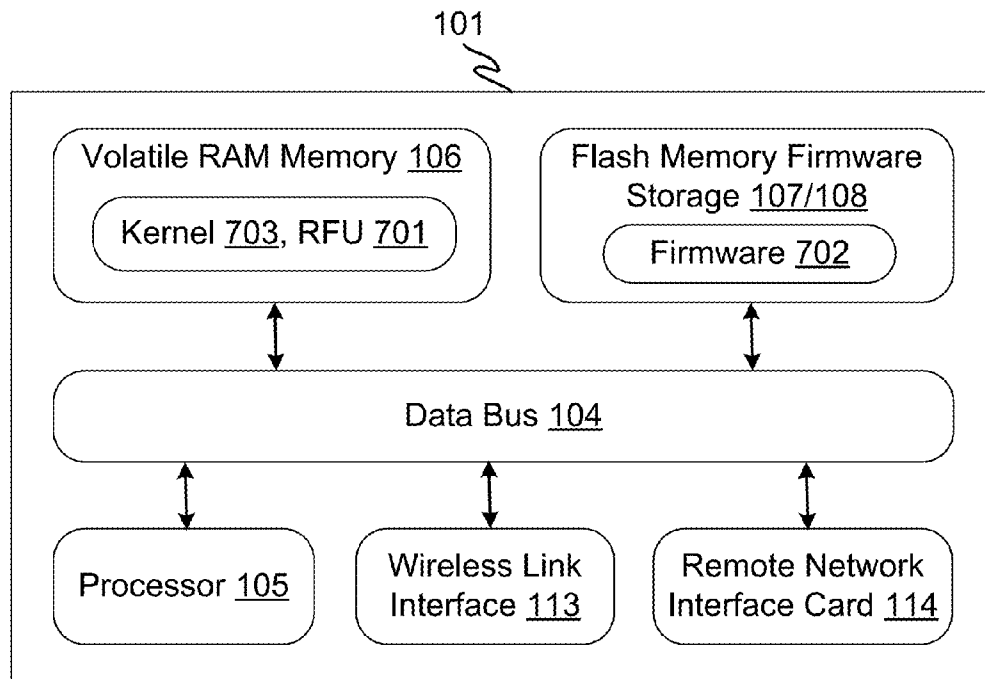 101
Volatile RAM Memory 106
Kernel 703, RFU 701
Flash Memory Firmware
Storage 107/108
Firmware 702
Data Bus 104
Processor 105
Wireless Link
Interface 113
Remote Network
Interface Card 114